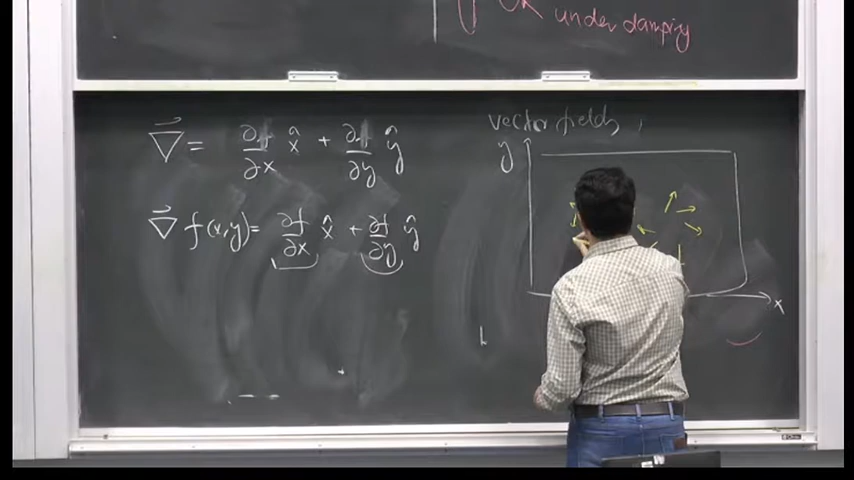 under damping
vector fields,
∇⃗ = ∂f/∂x x̂ + ∂f/∂y ŷ
y
∇⃗ f(x,y) = ∂f/∂x x̂ + ∂f/∂y ŷ
x